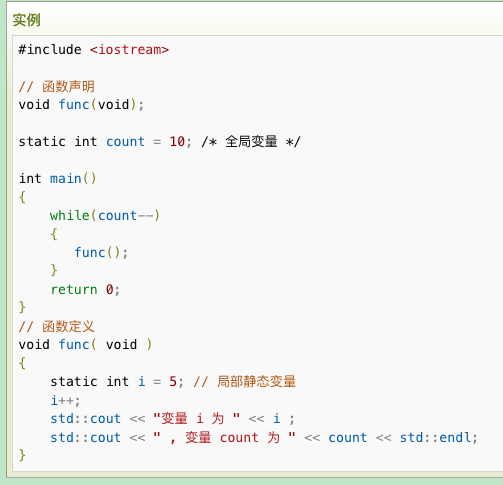 实例
#include <iostream>
// 函数声明
void func(void);
static int count = 10; /* 全局变量 */
int main()
{
    while(count--)
    {
       func();
    }
    return 0;
}
// 函数定义
void func( void )
{
    static int i = 5; // 局部静态变量
    i++;
    std::cout << "变量 i 为 " << i ;
    std::cout << " , 变量 count 为 " << count << std::endl;
}